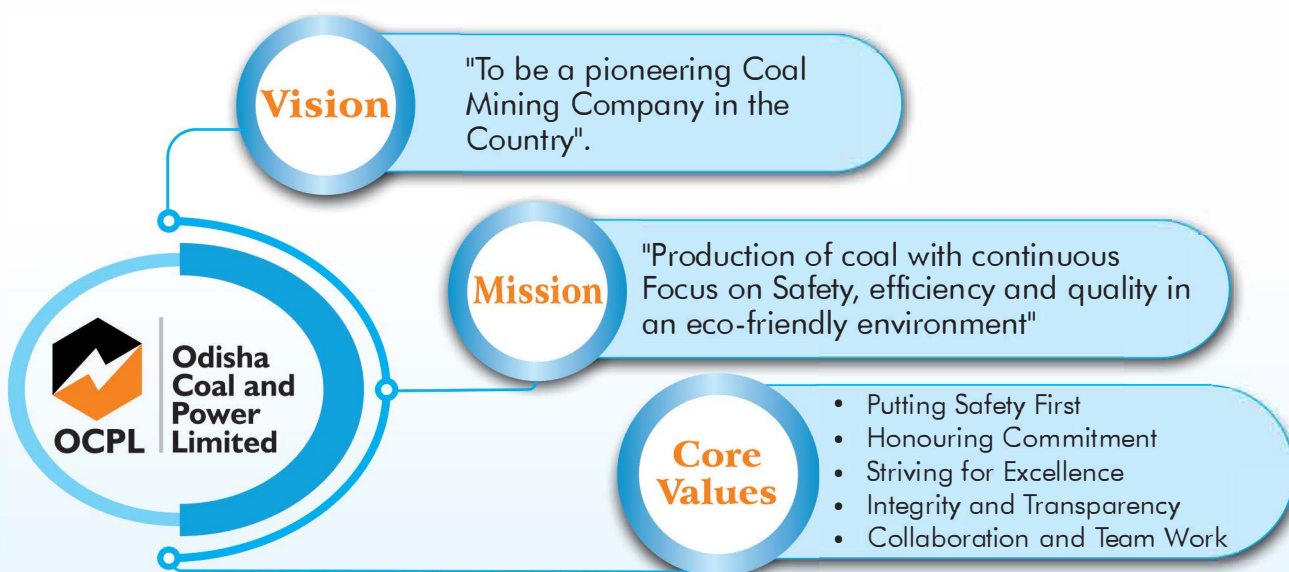 Vision
"To be a pioneering Coal
Mining Company in the
Country".
Mission
"Production of coal with continuous
Focus on Safety, efficiency and quality in
an eco-friendly environment"
OCPL
Odisha
Coal and
Power
Limited
Core
Values
• Putting Safety First
• Honouring Commitment
• Striving for Excellence
• Integrity and Transparency
• Collaboration and Team Work